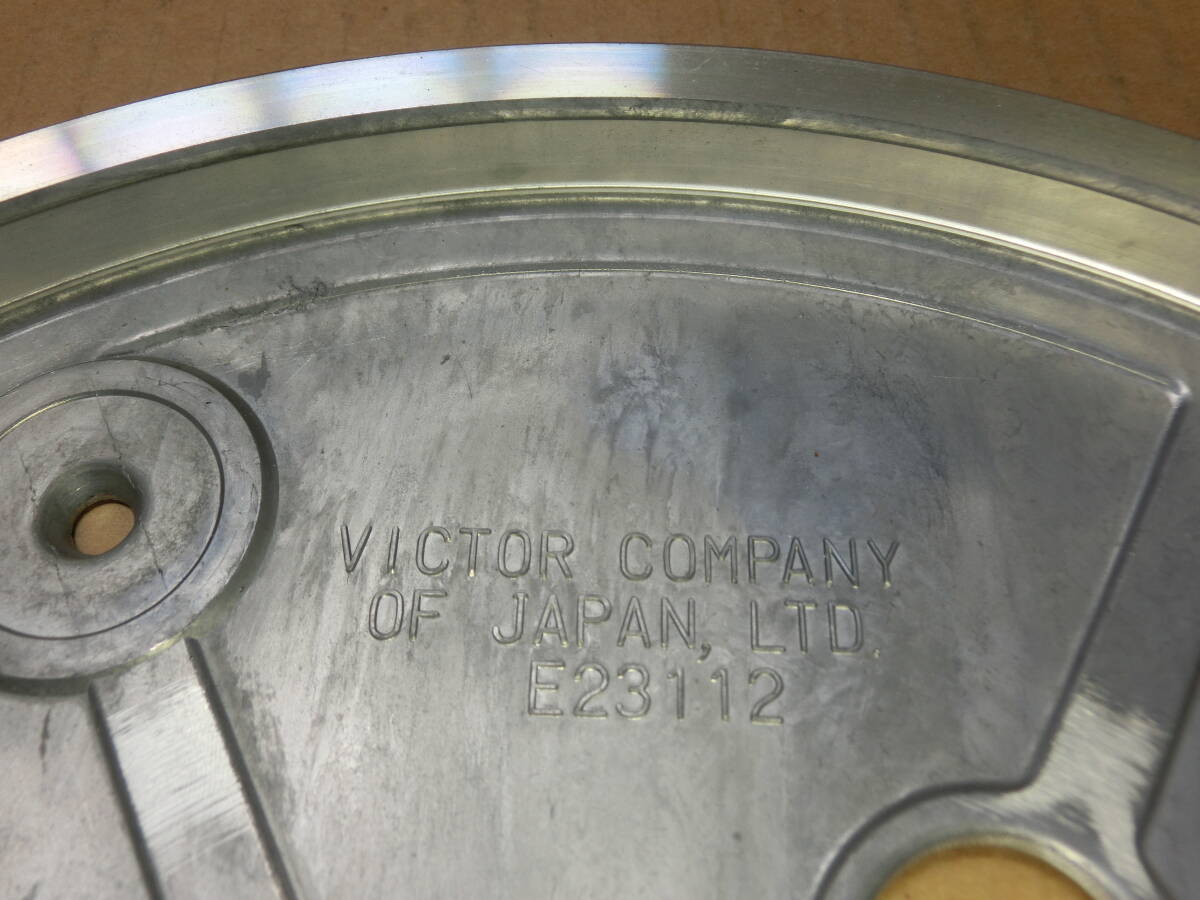 VICTOR COMPANY
OF JAPAN, LTD.
E23112